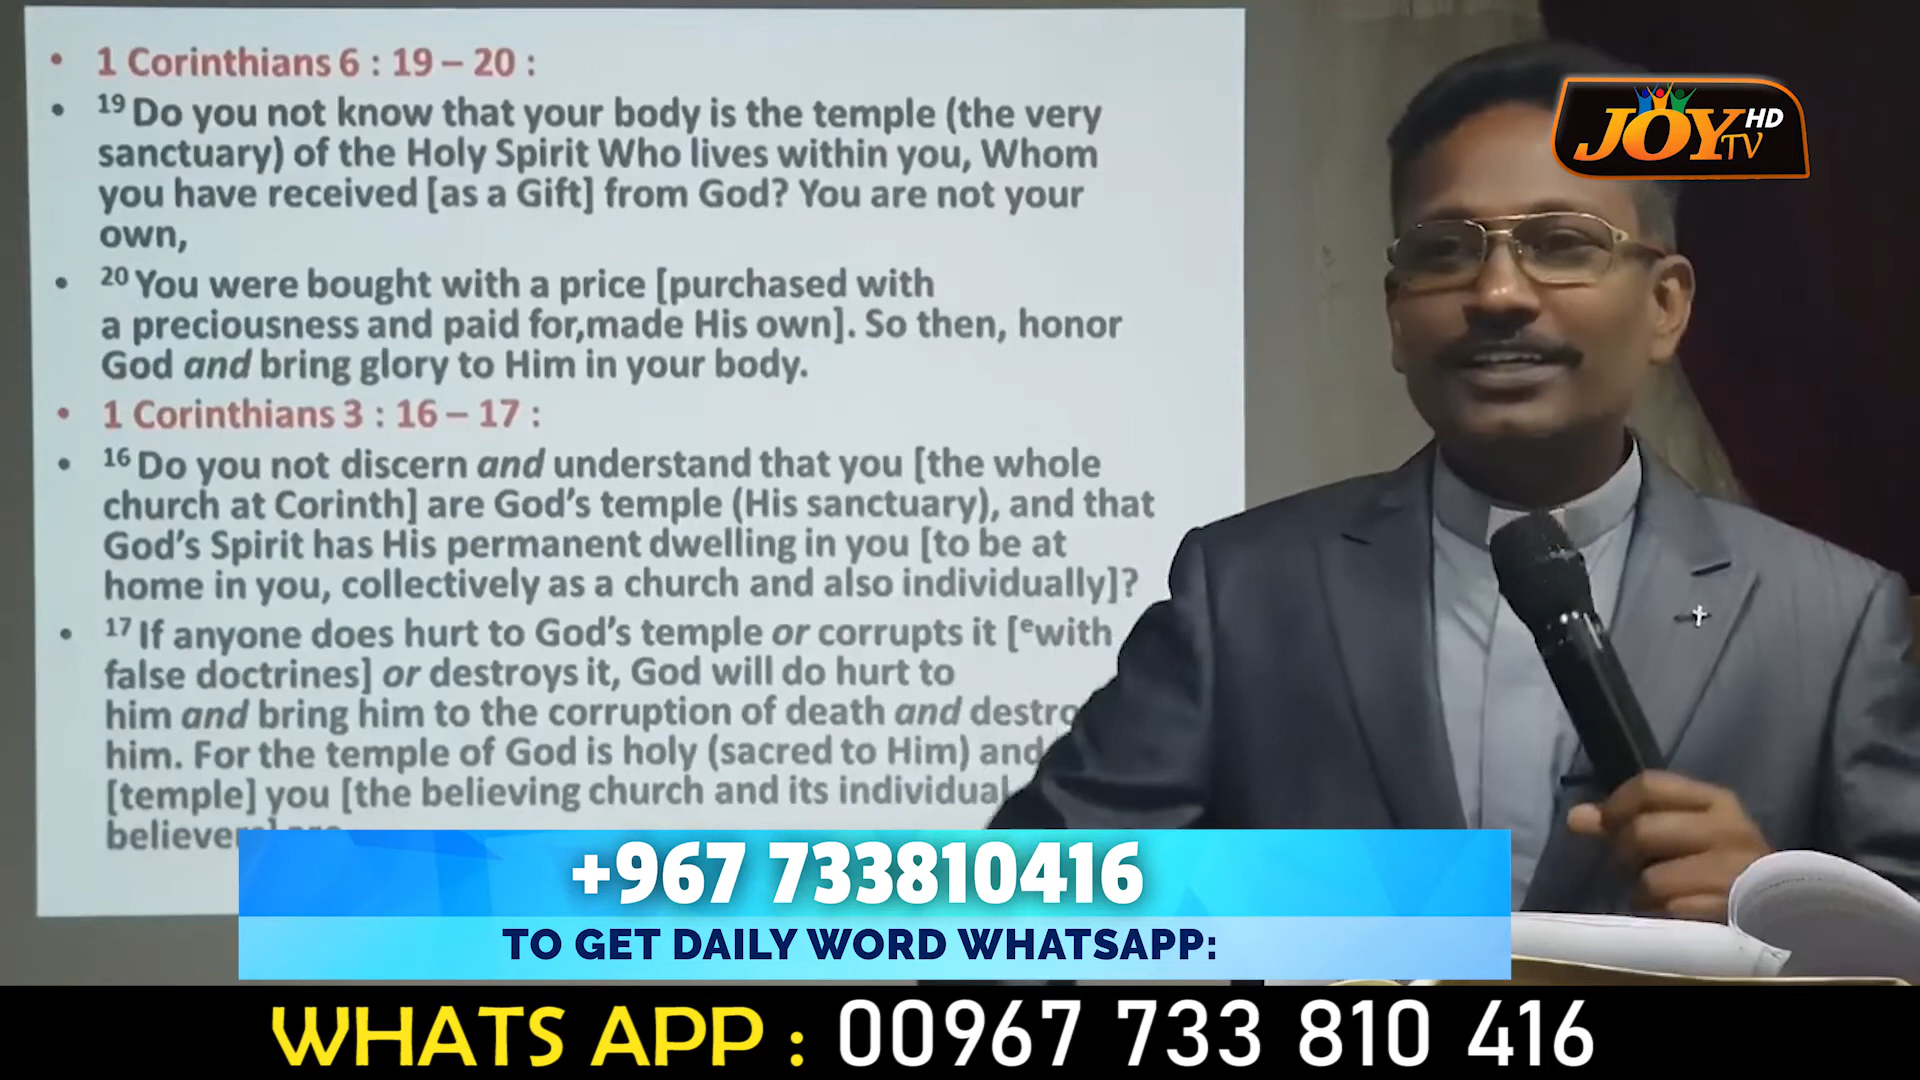 • 1 Corinthians 6 : 19 – 20 :
• 19 Do you not know that your body is the temple (the very
sanctuary) of the Holy Spirit Who lives within you, Whom
you have received [as a Gift] from God? You are not your
own,
• 20 You were bought with a price [purchased with
a preciousness and paid for,made His own]. So then, honor
God and bring glory to Him in your body.
• 1 Corinthians 3 : 16 – 17 :
• 16 Do you not discern and understand that you [the whole
church at Corinth] are God’s temple (His sanctuary), and that
God’s Spirit has His permanent dwelling in you [to be at
home in you, collectively as a church and also individually]?
• 17 If anyone does hurt to God’s temple or corrupts it [ewith
false doctrines] or destroys it, God will do hurt to
him and bring him to the corruption of death and
him. For the temple of God is holy (sacred to Him) and
[temple] you [the believing church and its individual
JOY TV HD
+967 733810416
TO GET DAILY WORD WHATSAPP:
WHATS APP : 00967 733 810 416